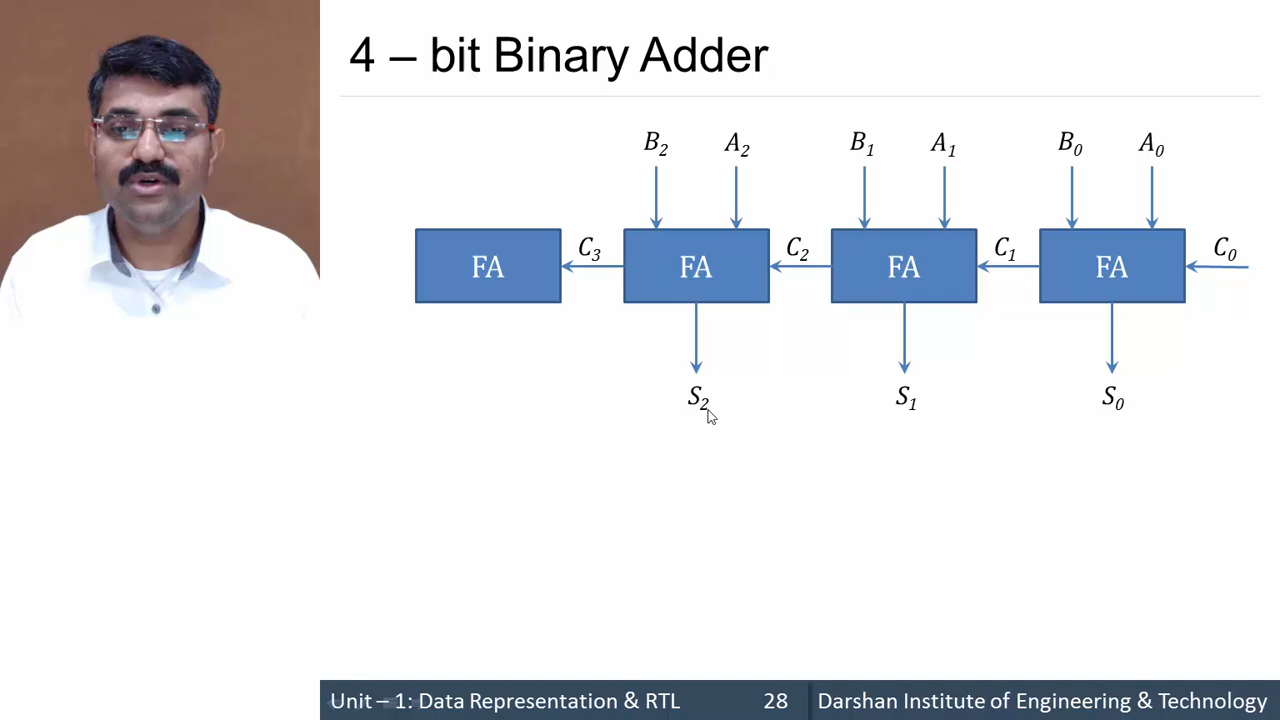 4 – bit Binary Adder
B2 A2 B1 A1 B0 A0
FA C3 FA C2 FA C1 FA C0
S2 S1 S0
Unit – 1: Data Representation & RTL 28 Darshan Institute of Engineering & Technology